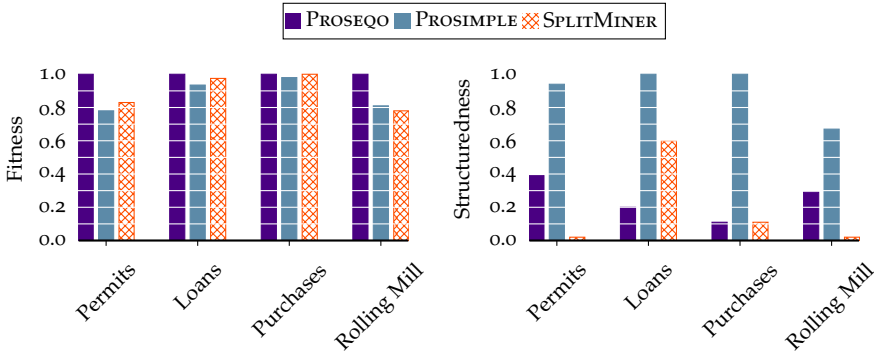 PROSEQO PROSIMPLE SPLITMINER
Fitness
1.0
0.8
0.6
0.4
0.2
0.0
Permits
Loans
Purchases
Rolling Mill
Structuredness
1.0
0.8
0.6
0.4
0.2
0.0
Permits
Loans
Purchases
Rolling Mill